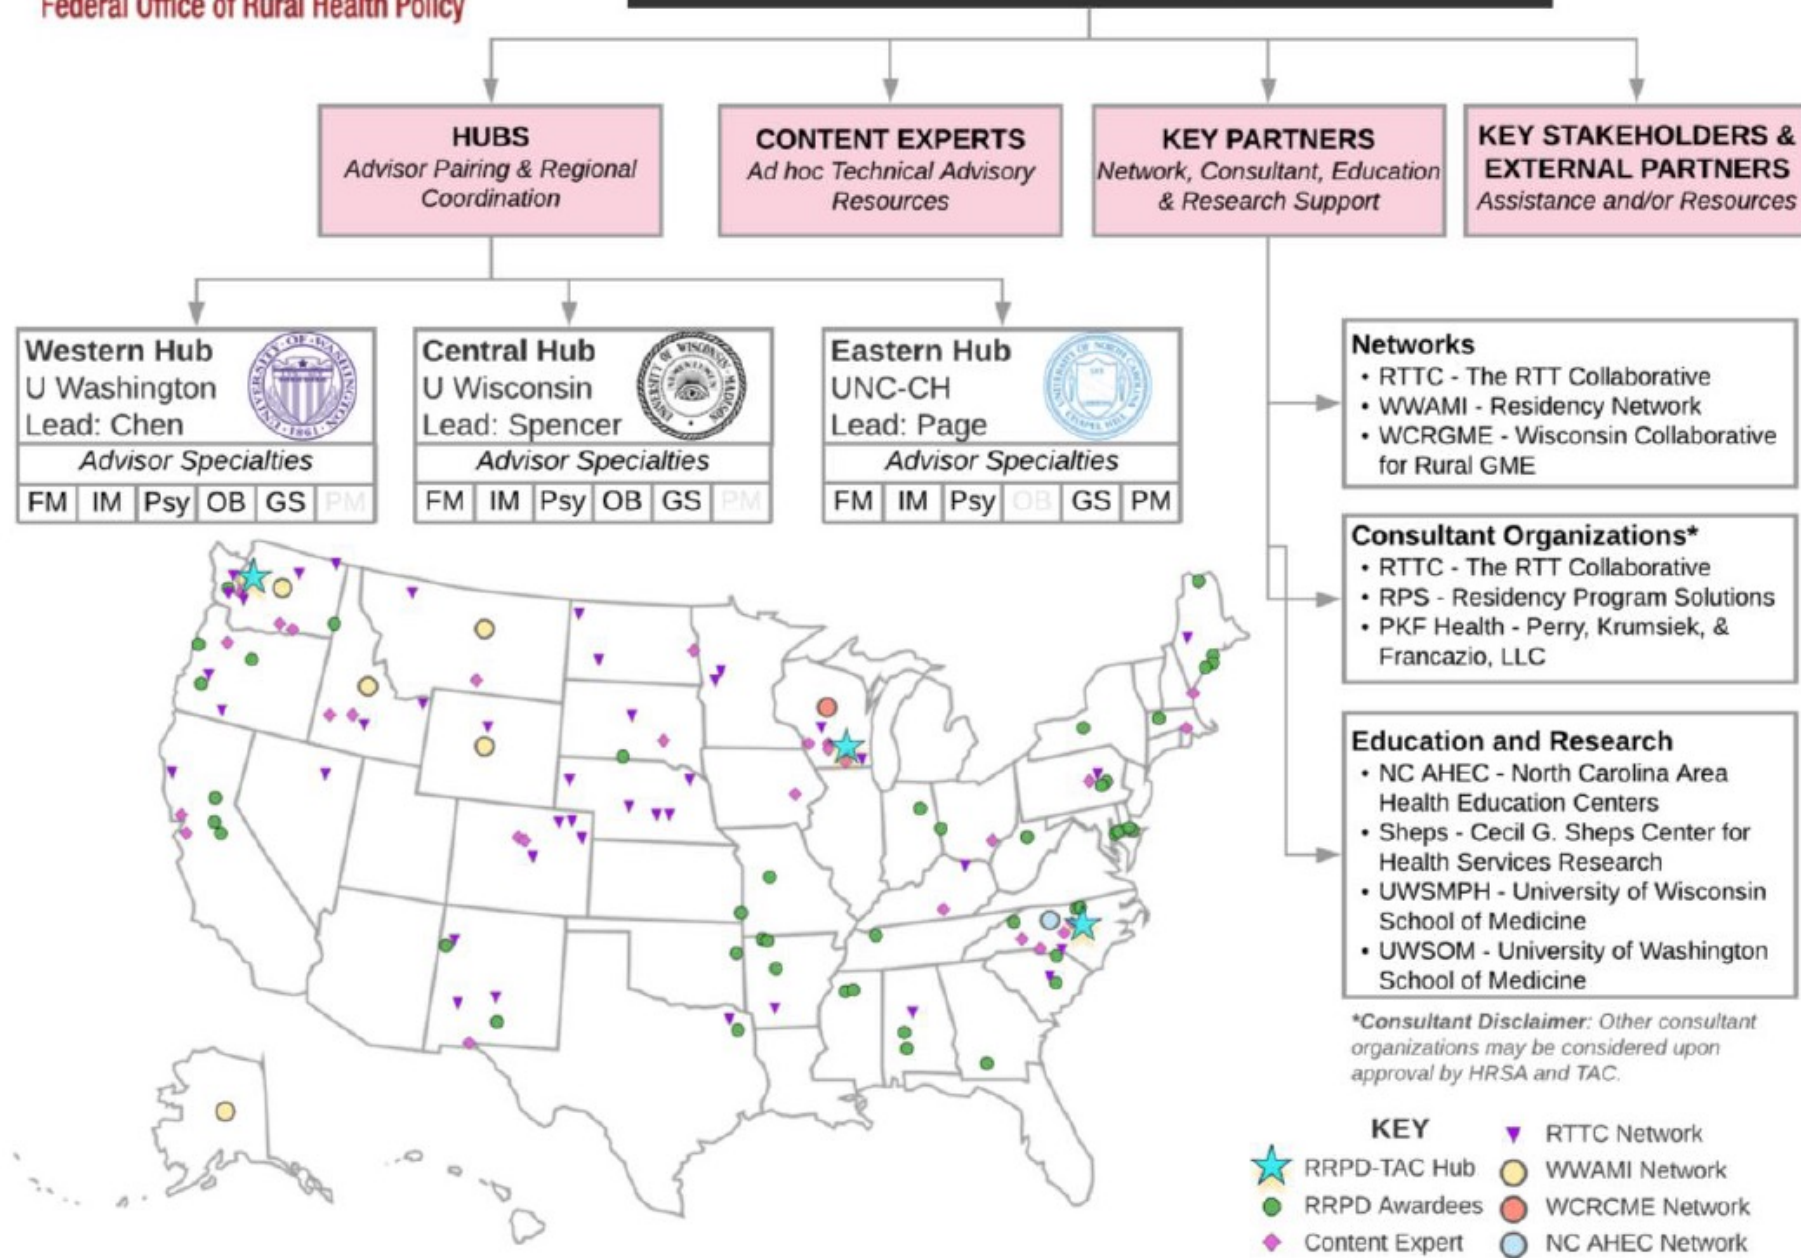 Federal Office of Rural Health Policy
HUBS
Advisor Pairing & Regional
Coordination
CONTENT EXPERTS
Ad hoc Technical Advisory
Resources
KEY PARTNERS
Network, Consultant, Education
& Research Support
KEY STAKEHOLDERS &
EXTERNAL PARTNERS
Assistance and/or Resources
Western Hub
U Washington
Lead: Chen
UNIVERSITY·OF·WASHINGTON
·1861·
Advisor Specialties
FM IM Psy OB GS PM
Central Hub
U Wisconsin
Lead: Spencer
Advisor Specialties
FM IM Psy OB GS PM
Eastern Hub
UNC-CH
Lead: Page
Advisor Specialties
FM IM Psy OB GS PM
Networks
• RTTC - The RTT Collaborative
• WWAMI - Residency Network
• WCRGME - Wisconsin Collaborative
for Rural GME
Consultant Organizations*
• RTTC - The RTT Collaborative
• RPS - Residency Program Solutions
• PKF Health - Perry, Krumsiek, &
Francazio, LLC
Education and Research
• NC AHEC - North Carolina Area
Health Education Centers
• Sheps - Cecil G. Sheps Center for
Health Services Research
• UWSMPH - University of Wisconsin
School of Medicine
• UWSOM - University of Washington
School of Medicine
*Consultant Disclaimer: Other consultant
organizations may be considered upon
approval by HRSA and TAC.
KEY
RRPD-TAC Hub
RRPD Awardees
Content Expert
RTTC Network
WWAMI Network
WCRCME Network
NC AHEC Network